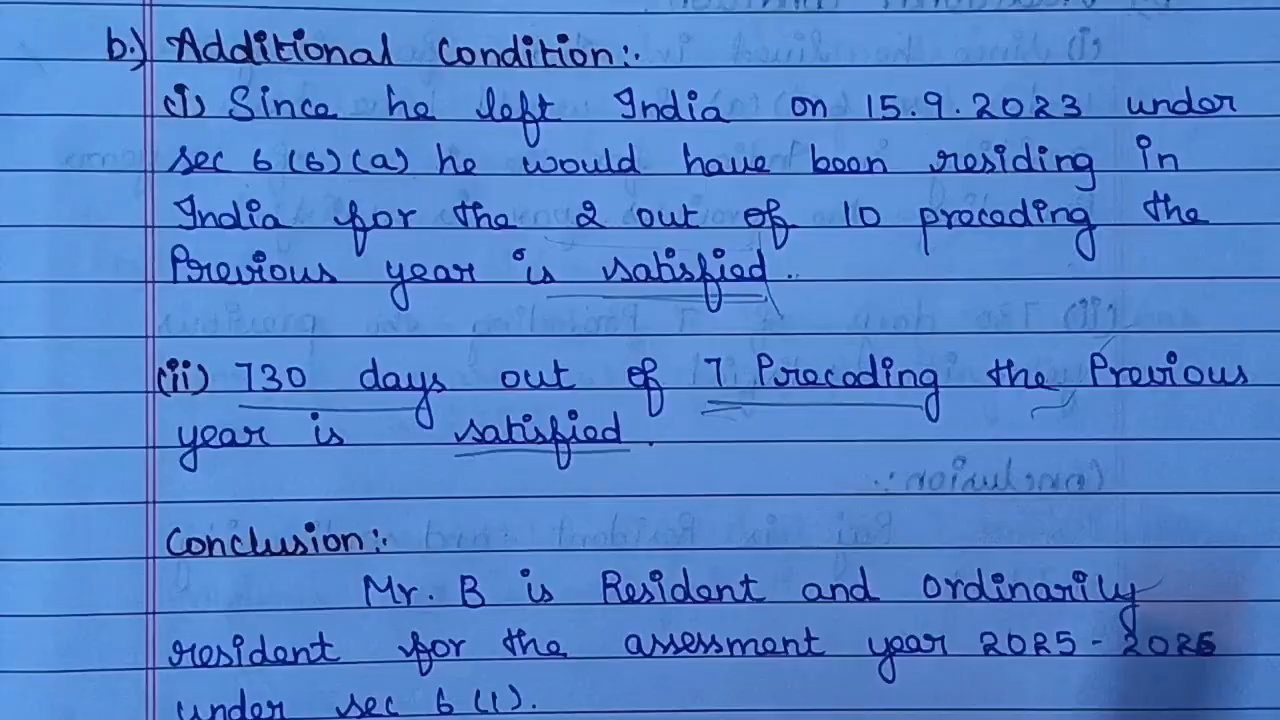 b.) Additional condition:-
(i) Since he left India on 15.9.2023 under
sec 6(6)(a) he would have been residing in
India for the 2 out of 10 preceding the
Previous year is satisfied.
(ii) 730 days out of 7 Preceding the Previous
year is satisfied.
Conclusion:-
Mr. B is Resident and ordinarily
resident for the assessment year 2025-2026
under sec 6(1).